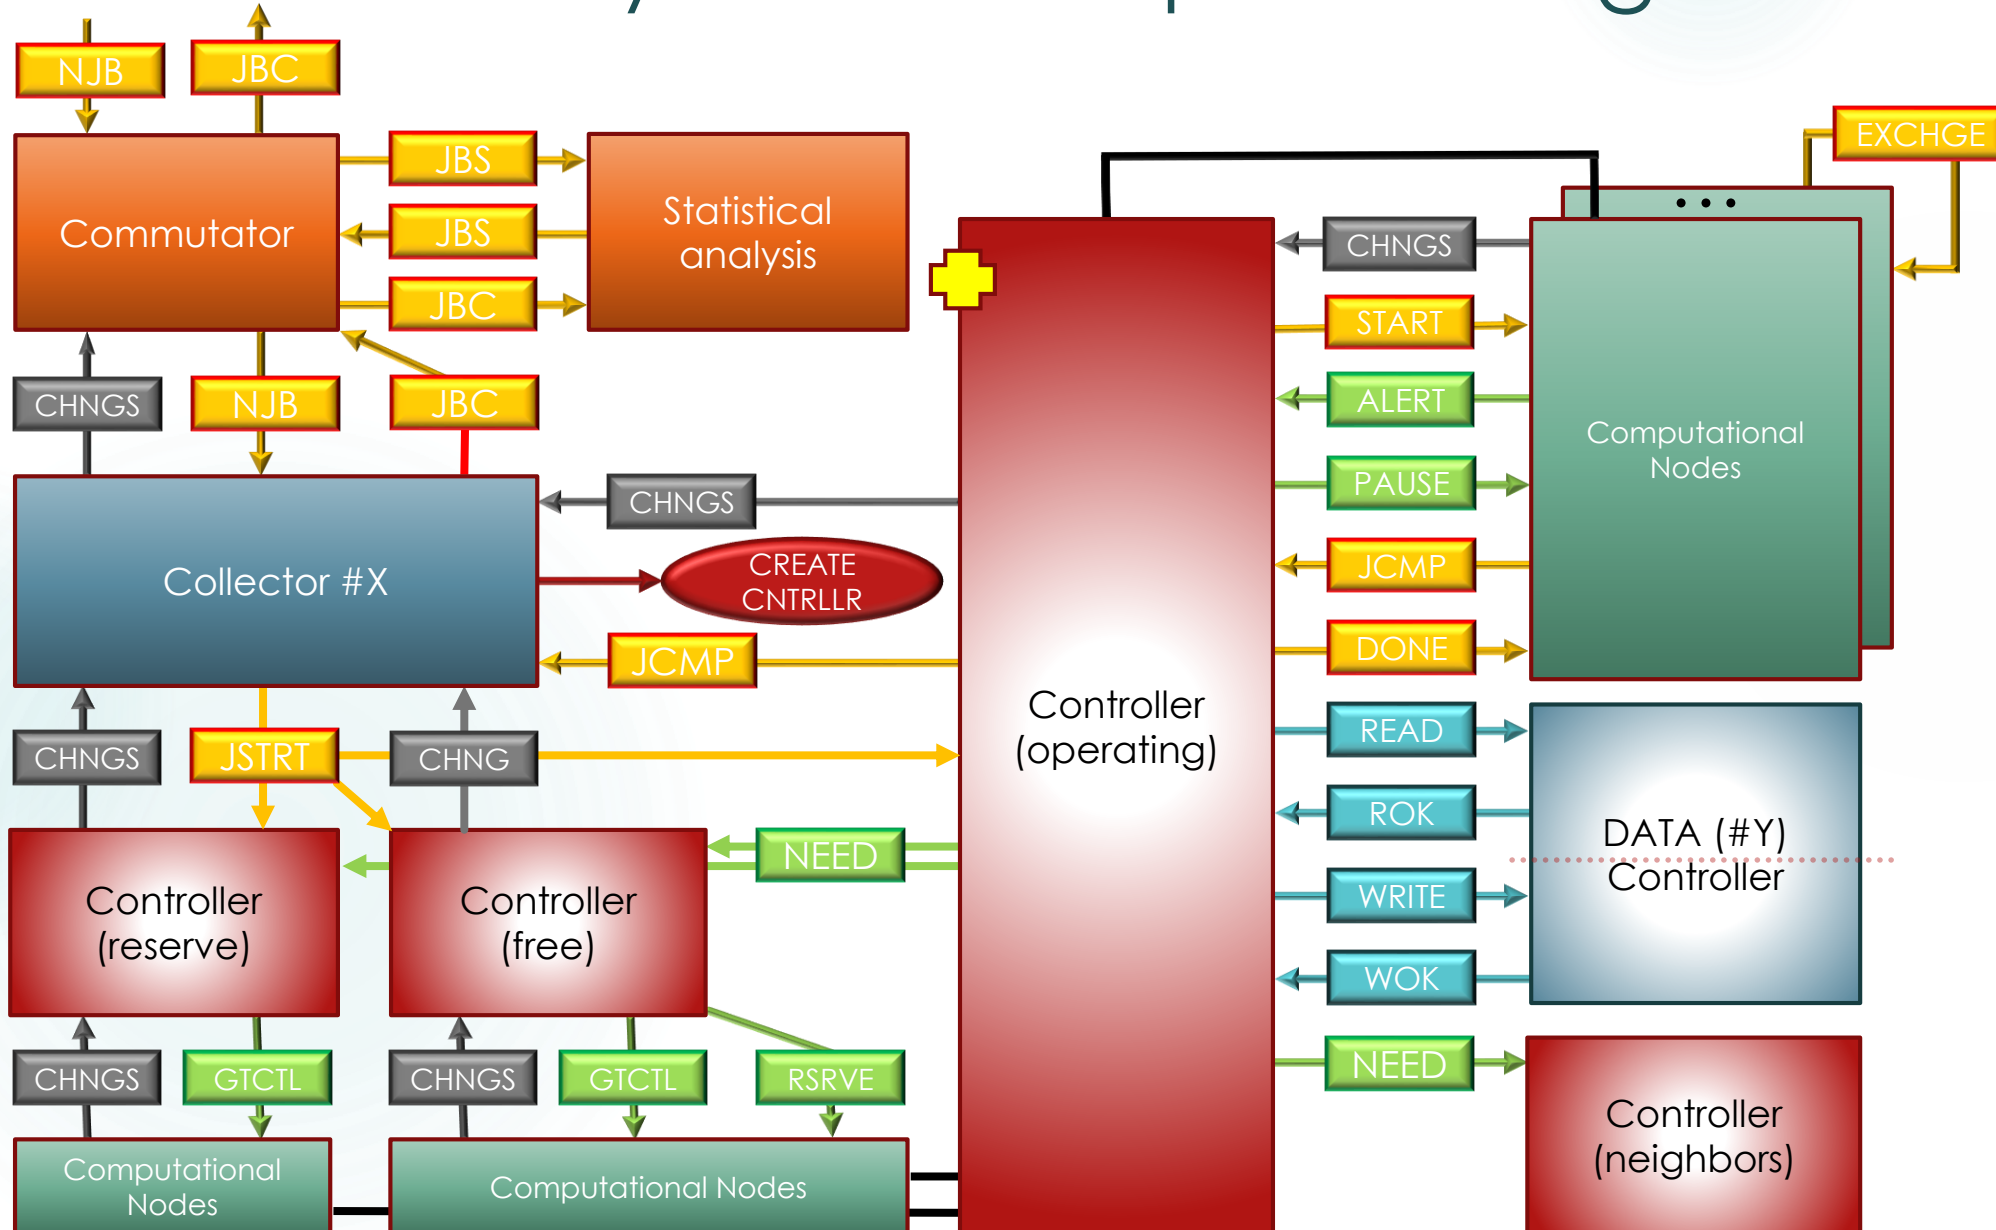 NJB
JBC
EXCHGE
JBS
Commutator
JBS
Statistical
analysis
JBC
CHNGS
NJB
JBC
CHNGS
Collector #X
CREATE
CNTRLLR
JCMP
CHNGS
JSTRT
CHNG
NEED
Controller
(reserve)
Controller
(free)
CHNGS
GTCTL
CHNGS
GTCTL
RSRVE
Computational
Nodes
Computational Nodes
Controller
(operating)
• • •
CHNGS
START
ALERT
PAUSE
JCMP
DONE
Computational
Nodes
READ
ROK
WRITE
WOK
DATA (#Y)
Controller
NEED
Controller
(neighbors)